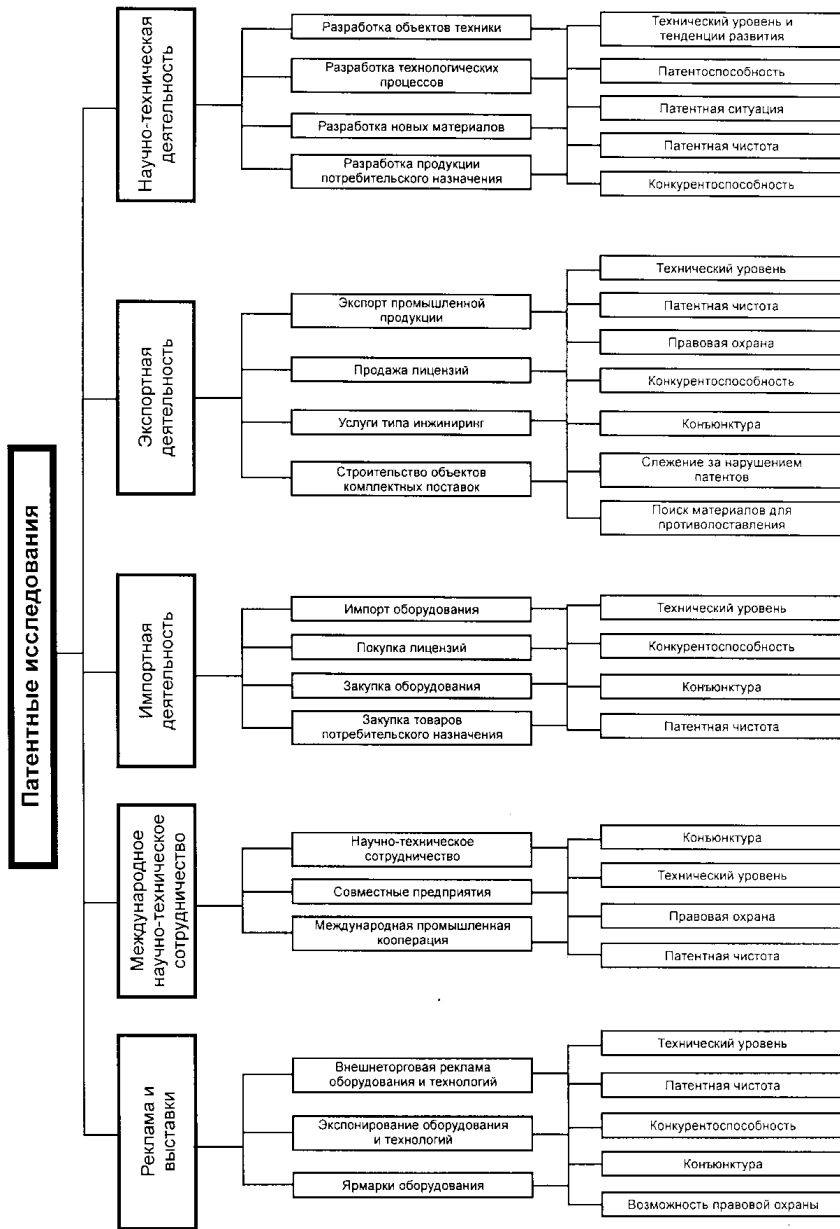 Патентные исследования
Научно-техническая
деятельность
Разработка объектов техники
Разработка технологических
процессов
Разработка новых материалов
Разработка продукции
потребительского назначения
Технический уровень и
тенденции развития
Патентоспособность
Патентная ситуация
Патентная чистота
Конкурентоспособность
Экспортная
деятельность
Экспорт промышленной
продукции
Продажа лицензий
Услуги типа инжиниринг
Строительство объектов
комплектных поставок
Технический уровень
Патентная чистота
Правовая охрана
Конкурентоспособность
Конъюнктура
Слежение за нарушением
патентов
Поиск материалов для
противопоставления
Импортная
деятельность
Импорт оборудования
Покупка лицензий
Закупка оборудования
Закупка товаров
потребительского назначения
Технический уровень
Конкурентоспособность
Конъюнктура
Патентная чистота
Международное
научно-техническое
сотрудничество
Научно-техническое
сотрудничество
Совместные предприятия
Международная промышленная
кооперация
Конъюнктура
Технический уровень
Правовая охрана
Патентная чистота
Реклама и
выставки
Внешнеторговая реклама
оборудования и технологий
Экспонирование оборудования
и технологий
Ярмарки оборудования
Технический уровень
Патентная чистота
Конкурентоспособность
Конъюнктура
Возможность правовой охраны